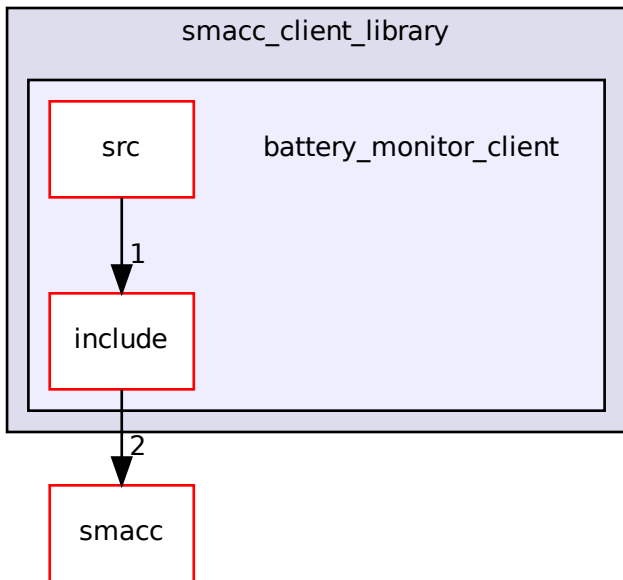 smacc_client_library
src
battery_monitor_client
1
include
2
smacc